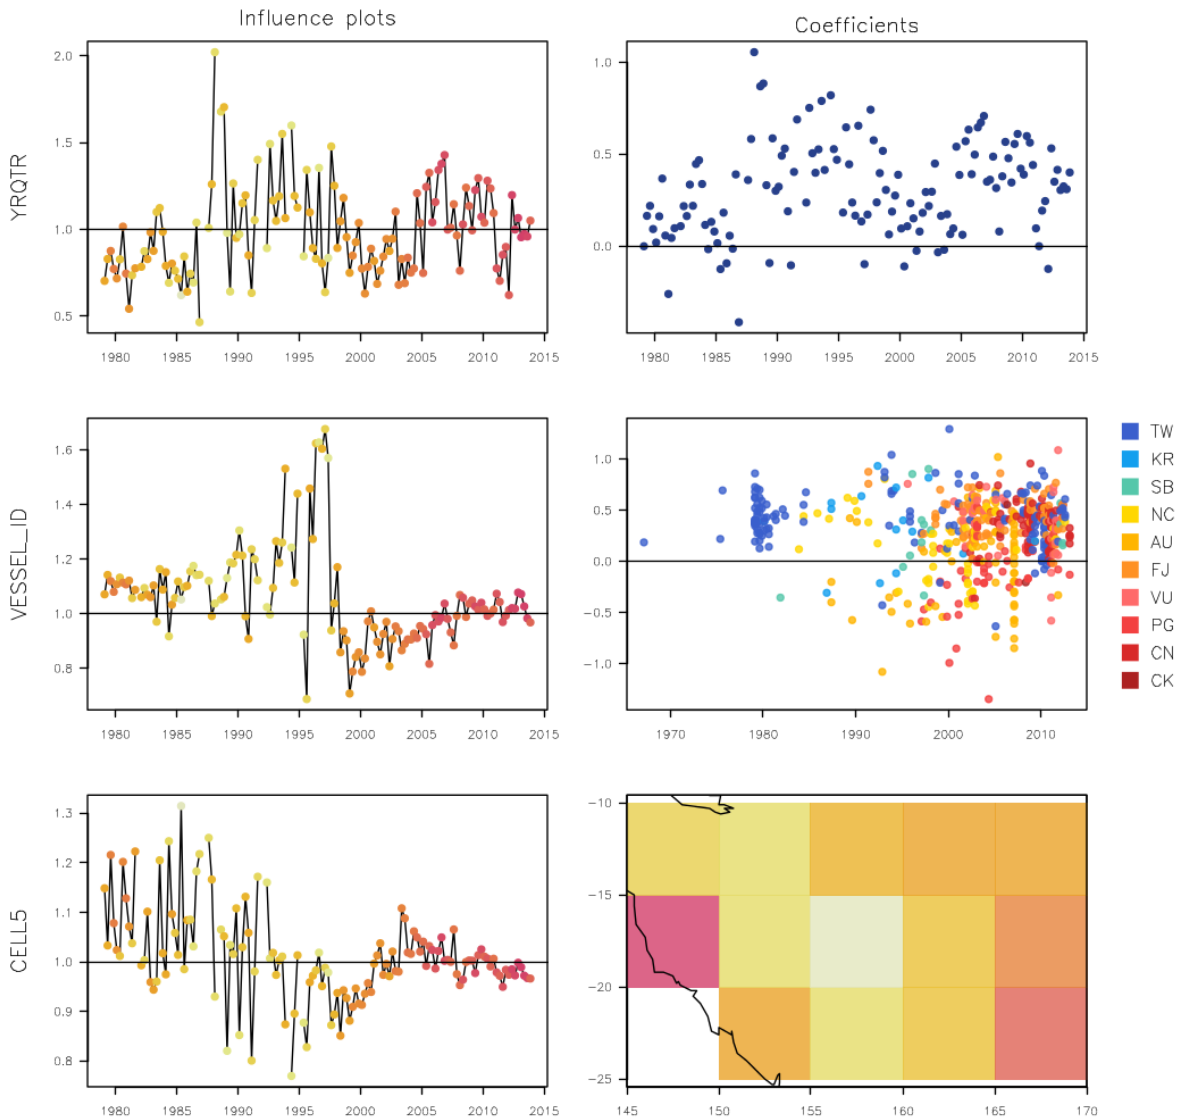 Influence plots
Coefficients
YRQTR
2.0
1.5
1.0
0.5
1980 1985 1990 1995 2000 2005 2010 2015
1.0
0.5
0.0
1980 1985 1990 1995 2000 2005 2010 2015
VESSEL_ID
1.6
1.4
1.2
1.0
0.8
1980 1985 1990 1995 2000 2005 2010 2015
1.0
0.5
0.0
−0.5
−1.0
1970 1980 1990 2000 2010
TW
KR
SB
NC
AU
FJ
VU
PG
CN
CK
CELL5
1.3
1.2
1.1
1.0
0.9
0.8
1980 1985 1990 1995 2000 2005 2010 2015
−10
−15
−20
−25
145 150 155 160 165 170